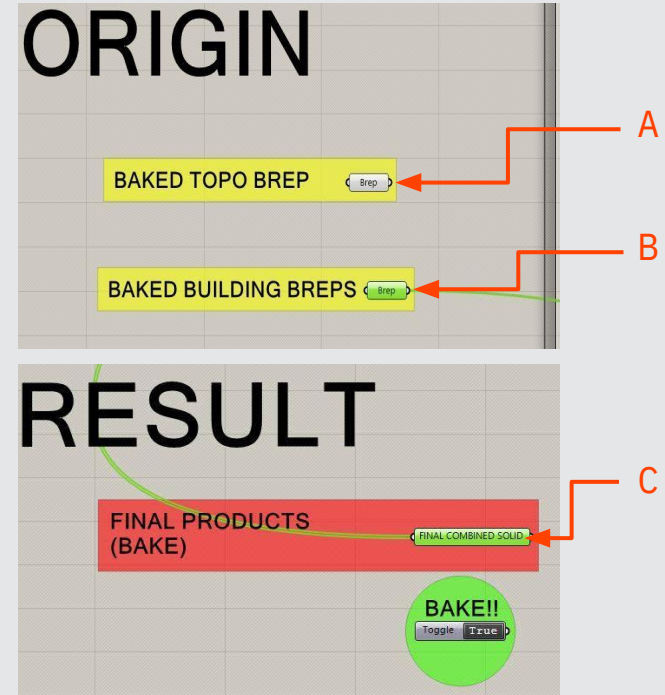 ORIGIN
A
BAKED TOPO BREP Brep
B
BAKED BUILDING BREPS Brep
RESULT
C
FINAL PRODUCTS
(BAKE)
FINAL COMBINED SOLID
BAKE!!
Toggle True